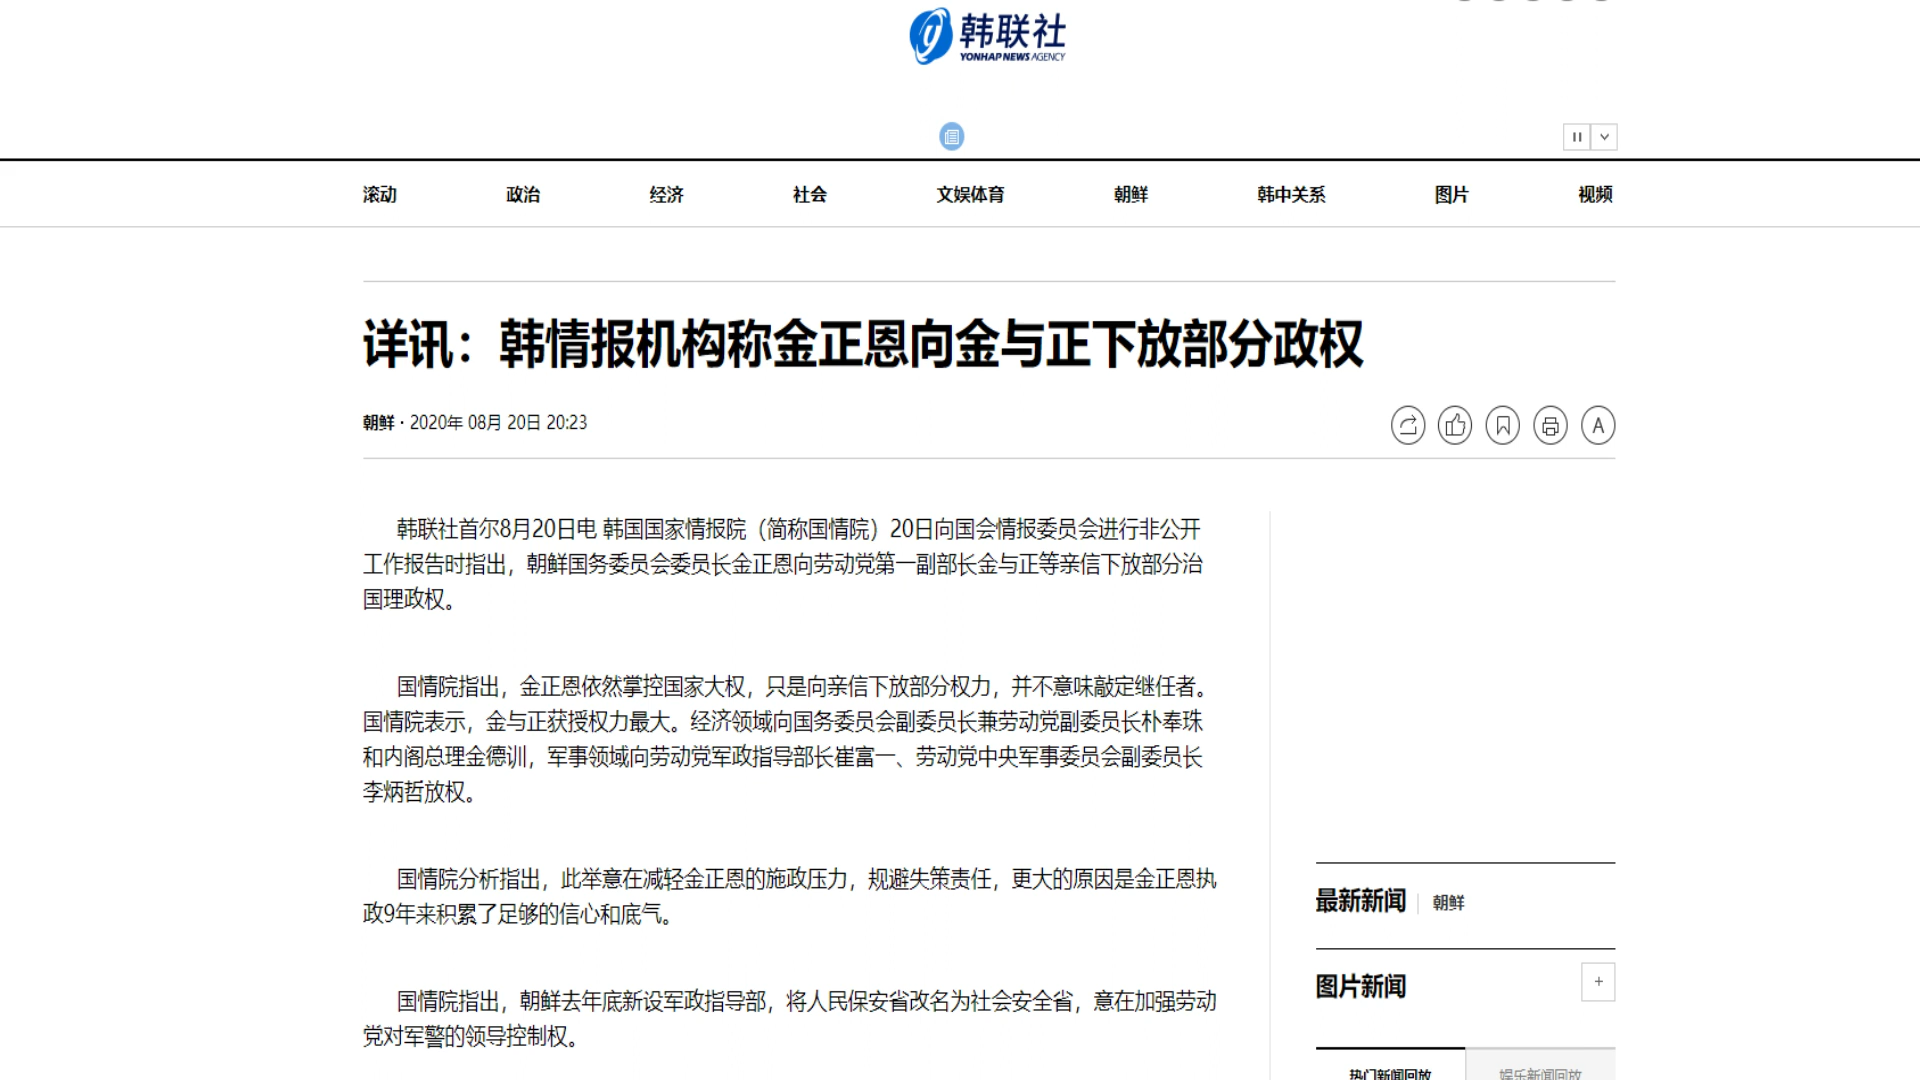 韩联社
YONHAP NEWS AGENCY
滚动 政治 经济 社会 文娱体育 朝鲜 韩中关系 图片 视频
详讯：韩情报机构称金正恩向金与正下放部分政权
朝鲜 · 2020年 08月 20日 20:23
A
韩联社首尔8月20日电 韩国国家情报院（简称国情院）20日向国会情报委员会进行非公开
工作报告时指出，朝鲜国务委员会委员长金正恩向劳动党第一副部长金与正等亲信下放部分治
国理政权。
国情院指出，金正恩依然掌控国家大权，只是向亲信下放部分权力，并不意味敲定继任者。
国情院表示，金与正获授权力最大。经济领域向国务委员会副委员长兼劳动党副委员长朴奉珠
和内阁总理金德训，军事领域向劳动党军政指导部长崔富一、劳动党中央军事委员会副委员长
李炳哲放权。
国情院分析指出，此举意在减轻金正恩的施政压力，规避失策责任，更大的原因是金正恩执
政9年来积累了足够的信心和底气。
国情院指出，朝鲜去年底新设军政指导部，将人民保安省改名为社会安全省，意在加强劳动
党对军警的领导控制权。
最新新闻 朝鲜
图片新闻 +
热门新闻回放 娱乐新闻回放